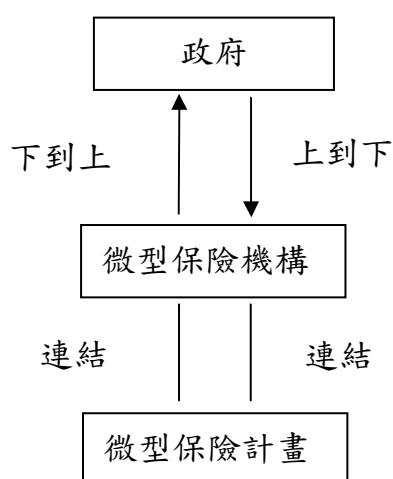 政府
下到上
上到下
微型保險機構
連結
連結
微型保險計畫